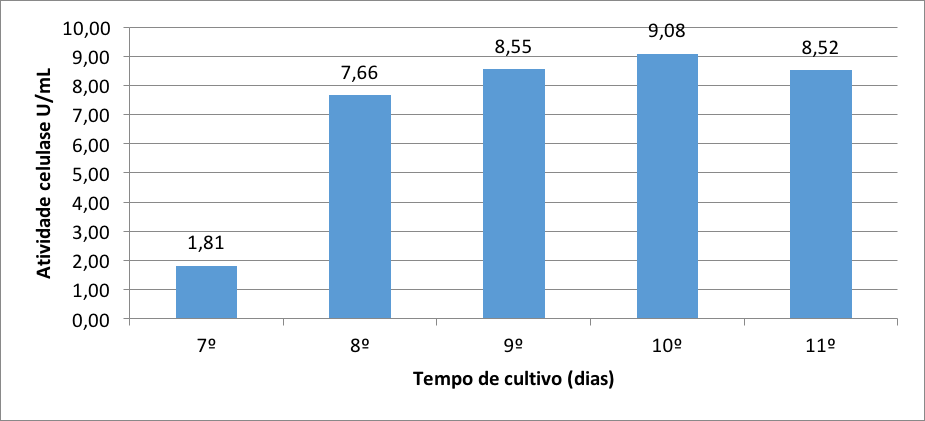 Atividade celulase U/mL
10,00
9,00
8,00
7,00
6,00
5,00
4,00
3,00
2,00
1,00
0,00
1,81
7,66
8,55
9,08
8,52
7º
8º
9º
10º
11º
Tempo de cultivo (dias)